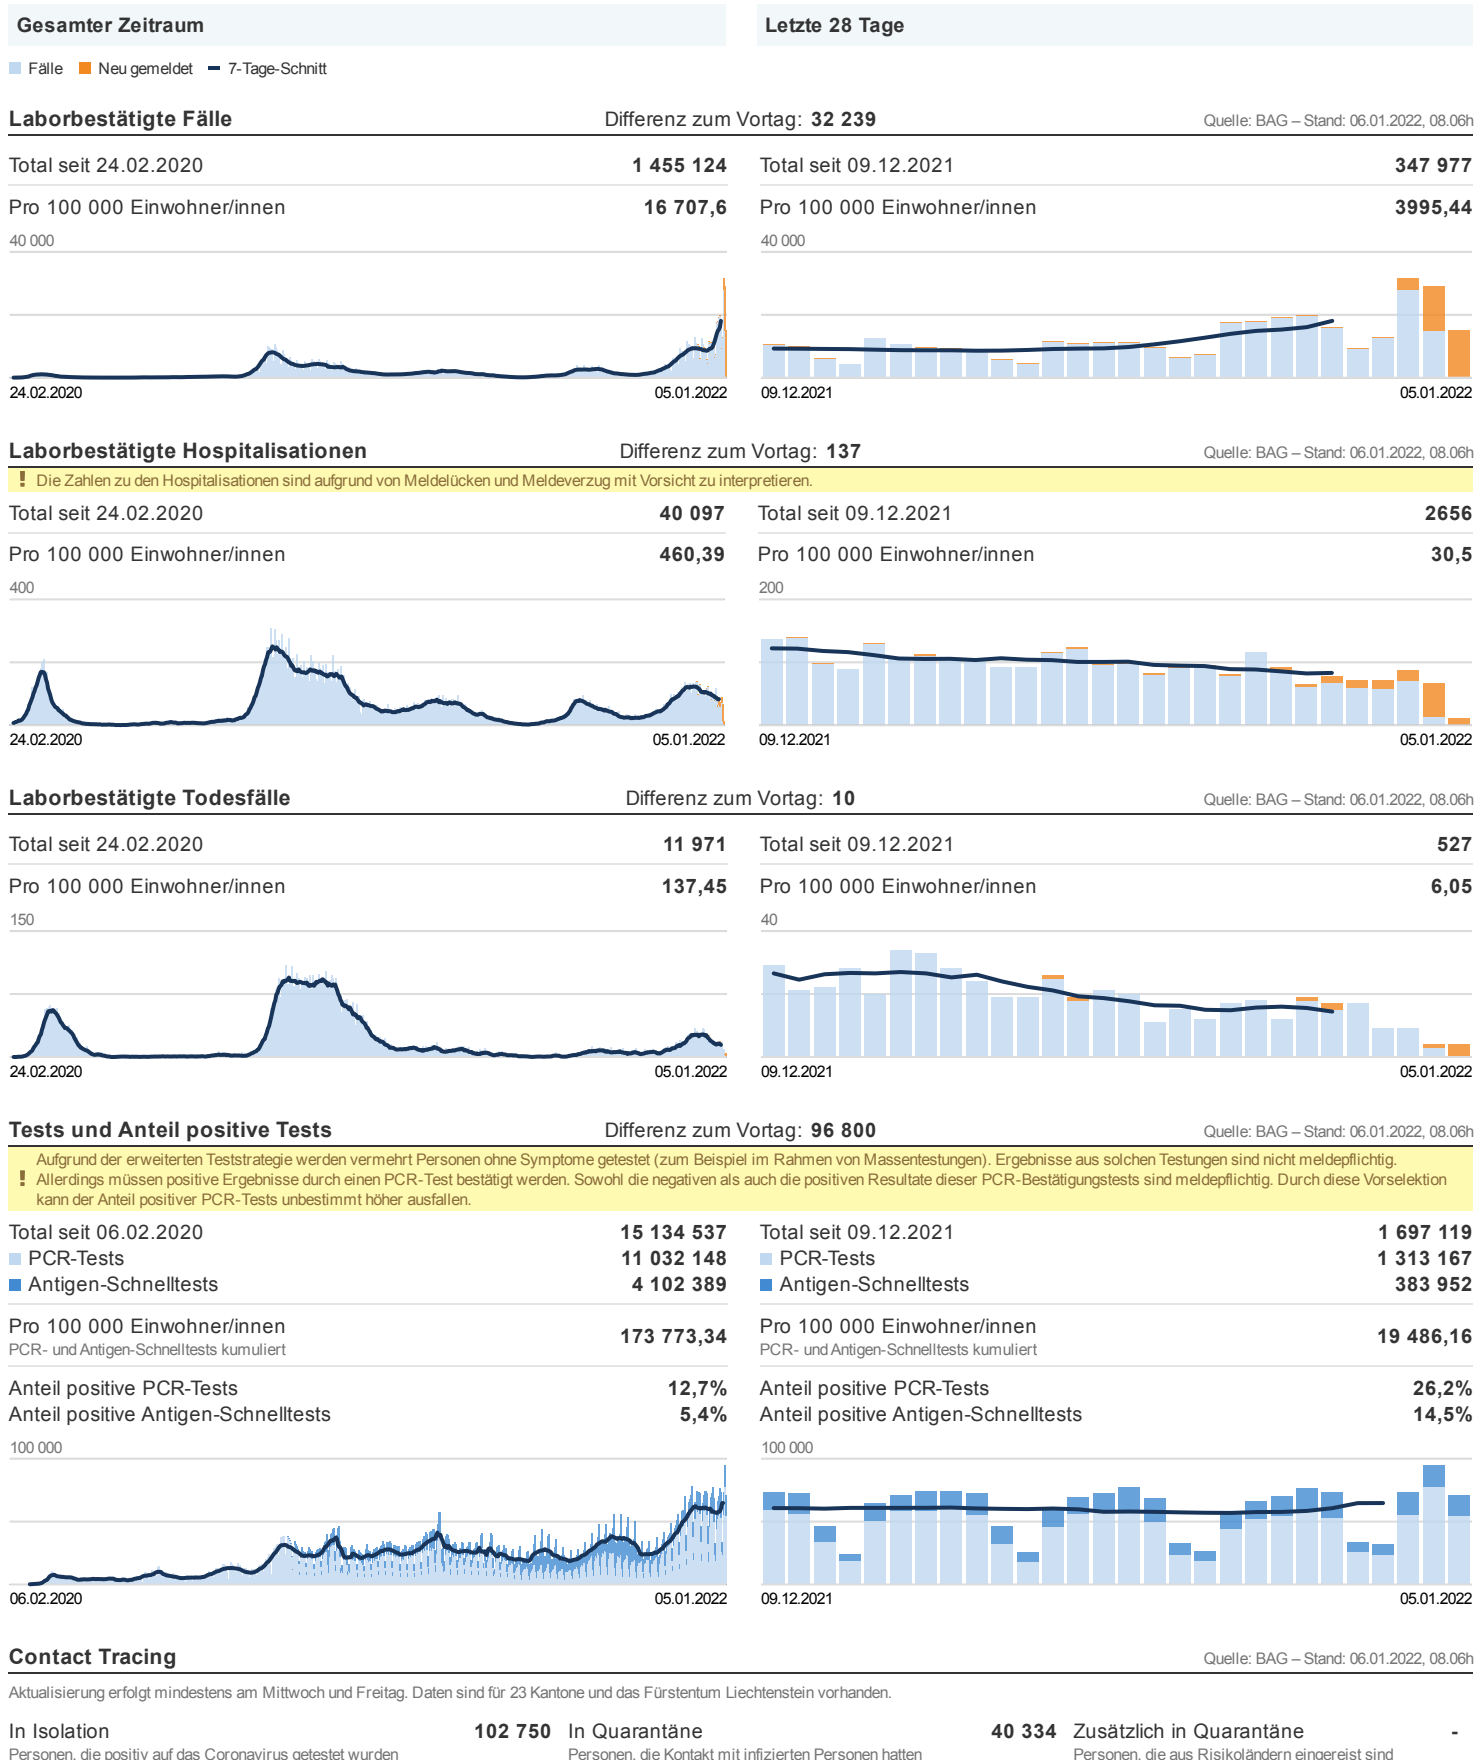 Gesamter Zeitraum
Letzte 28 Tage
Fälle Neu gemeldet 7-Tage-Schnitt
Laborbestätigte Fälle Differenz zum Vortag: 32 239 Quelle: BAG – Stand: 06.01.2022, 08.06h
Total seit 24.02.2020 1 455 124
Pro 100 000 Einwohner/innen 16 707,6
40 000
24.02.2020 05.01.2022
Total seit 09.12.2021 347 977
Pro 100 000 Einwohner/innen 3995,44
40 000
09.12.2021 05.01.2022
Laborbestätigte Hospitalisationen Differenz zum Vortag: 137 Quelle: BAG – Stand: 06.01.2022, 08.06h
! Die Zahlen zu den Hospitalisationen sind aufgrund von Meldelücken und Meldeverzug mit Vorsicht zu interpretieren.
Total seit 24.02.2020 40 097
Pro 100 000 Einwohner/innen 460,39
400
24.02.2020 05.01.2022
Total seit 09.12.2021 2656
Pro 100 000 Einwohner/innen 30,5
200
09.12.2021 05.01.2022
Laborbestätigte Todesfälle Differenz zum Vortag: 10 Quelle: BAG – Stand: 06.01.2022, 08.06h
Total seit 24.02.2020 11 971
Pro 100 000 Einwohner/innen 137,45
150
24.02.2020 05.01.2022
Total seit 09.12.2021 527
Pro 100 000 Einwohner/innen 6,05
40
09.12.2021 05.01.2022
Tests und Anteil positive Tests Differenz zum Vortag: 96 800 Quelle: BAG – Stand: 06.01.2022, 08.06h
Aufgrund der erweiterten Teststrategie werden vermehrt Personen ohne Symptome getestet (zum Beispiel im Rahmen von Massentestungen). Ergebnisse aus solchen Testungen sind nicht meldepflichtig.
! Allerdings müssen positive Ergebnisse durch einen PCR-Test bestätigt werden. Sowohl die negativen als auch die positiven Resultate dieser PCR-Bestätigungstests sind meldepflichtig. Durch diese Vorselektion
kann der Anteil positiver PCR-Tests unbestimmt höher ausfallen.
Total seit 06.02.2020 15 134 537
PCR-Tests 11 032 148
Antigen-Schnelltests 4 102 389
Pro 100 000 Einwohner/innen 173 773,34
PCR- und Antigen-Schnelltests kumuliert
Anteil positive PCR-Tests 12,7%
Anteil positive Antigen-Schnelltests 5,4%
100 000
06.02.2020 05.01.2022
Total seit 09.12.2021 1 697 119
PCR-Tests 1 313 167
Antigen-Schnelltests 383 952
Pro 100 000 Einwohner/innen 19 486,16
PCR- und Antigen-Schnelltests kumuliert
Anteil positive PCR-Tests 26,2%
Anteil positive Antigen-Schnelltests 14,5%
100 000
09.12.2021 05.01.2022
Contact Tracing Quelle: BAG – Stand: 06.01.2022, 08.06h
Aktualisierung erfolgt mindestens am Mittwoch und Freitag. Daten sind für 23 Kantone und das Fürstentum Liechtenstein vorhanden.
In Isolation 102 750
Personen, die positiv auf das Coronavirus getestet wurden
In Quarantäne 40 334
Personen, die Kontakt mit infizierten Personen hatten
Zusätzlich in Quarantäne -
Personen, die aus Risikoländern eingereist sind